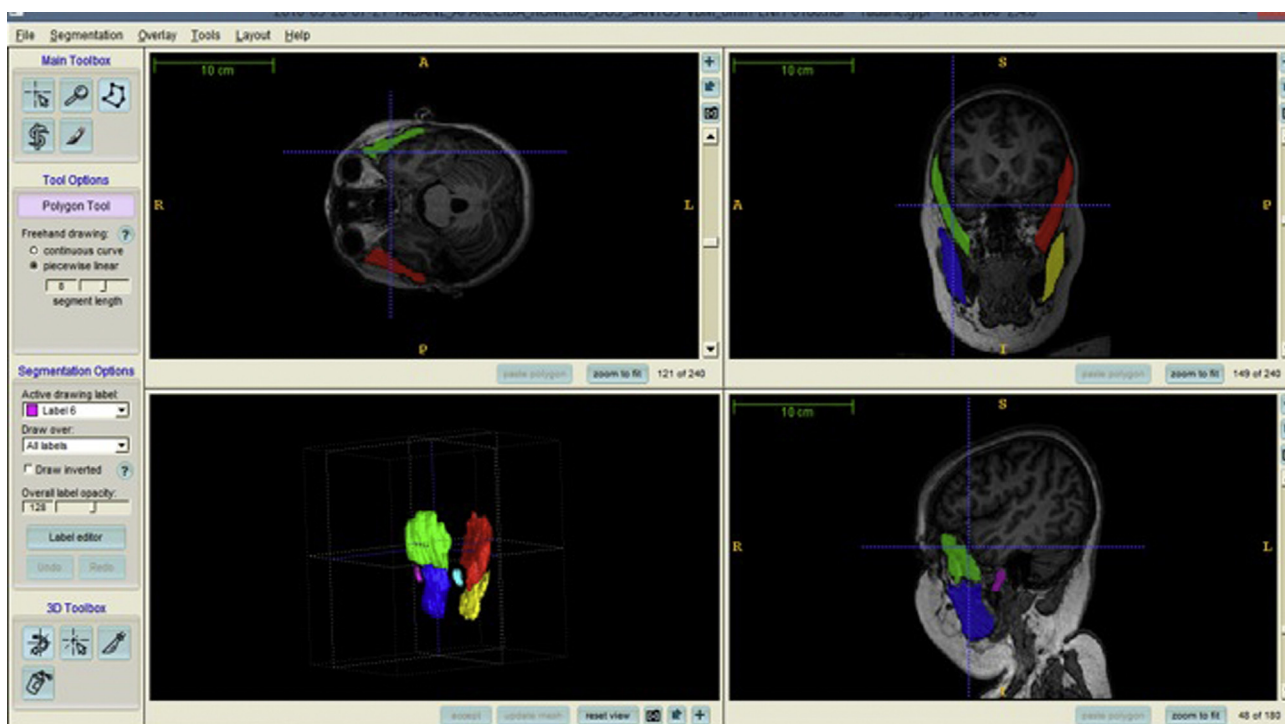 File Segmentation Overlay Tools Layout Help
Main Toolbox
Tool Options
Polygon Tool
Freehand drawing: ?
continuous curve
piecewise linear
8
segment length
Segmentation Options
Active drawing label:
Label 6
Draw over:
All labels
Draw inverted ?
Overall label opacity:
128
Label editor
Undo Redo
3D Toolbox
10 cm
A
R
L
P
paste polygon zoom to fit 121 of 240
10 cm
S
A
P
I
paste polygon zoom to fit 149 of 240
accept update mesh reset view
10 cm
S
R
L
paste polygon zoom to fit 48 of 180